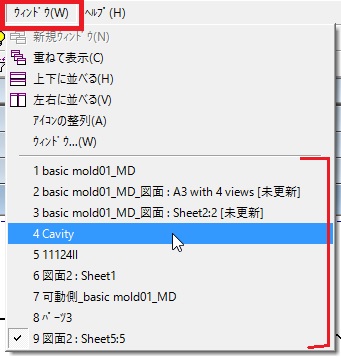 ｳｨﾝﾄﾞｳ(W) ﾍﾙﾌﾟ(H)
新規ｳｨﾝﾄﾞｳ(N)
重ねて表示(C)
上下に並べる(H)
左右に並べる(V)
ｱｲｺﾝの整列(A)
ｳｨﾝﾄﾞｳ...(W)
1 basic mold01_MD
2 basic mold01_MD_図面 : A3 with 4 views [未更新]
3 basic mold01_MD_図面 : Sheet2:2 [未更新]
4 Cavity
5 11124II
6 図面2 : Sheet1
7 可動側_basic mold01_MD
8 ﾊﾟｰﾂ3
9 図面2 : Sheet5:5